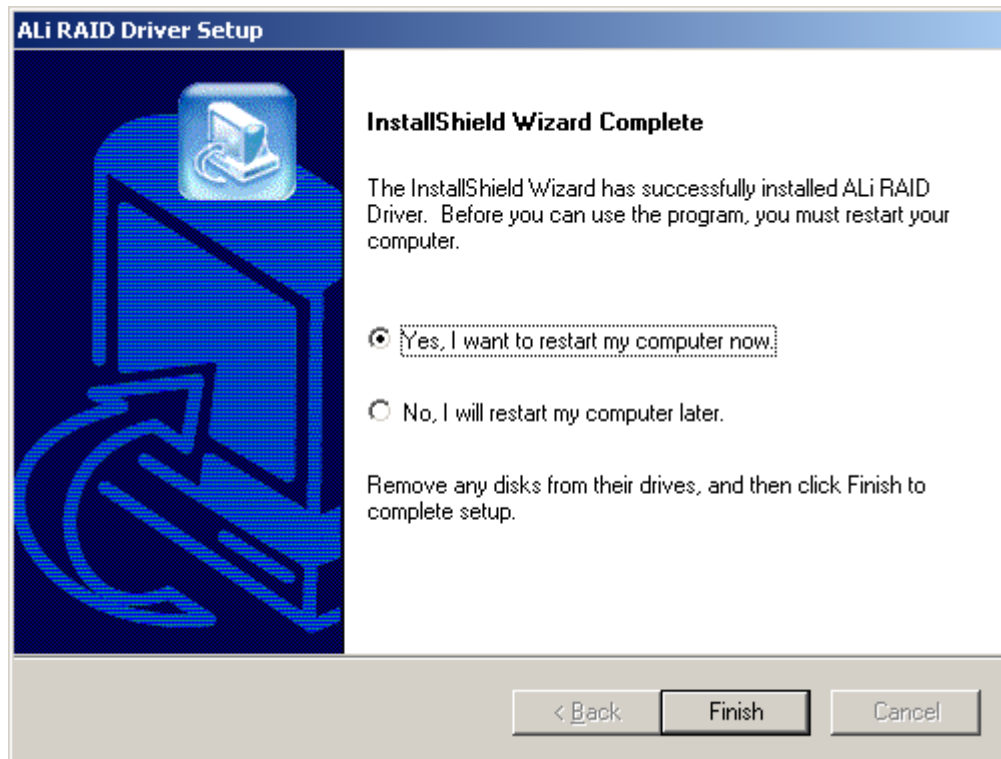 ALi RAID Driver Setup
InstallShield Wizard Complete
The InstallShield Wizard has successfully installed ALi RAID
Driver. Before you can use the program, you must restart your
computer.
Yes, I want to restart my computer now.
No, I will restart my computer later.
Remove any disks from their drives, and then click Finish to
complete setup.
< Back
Finish
Cancel